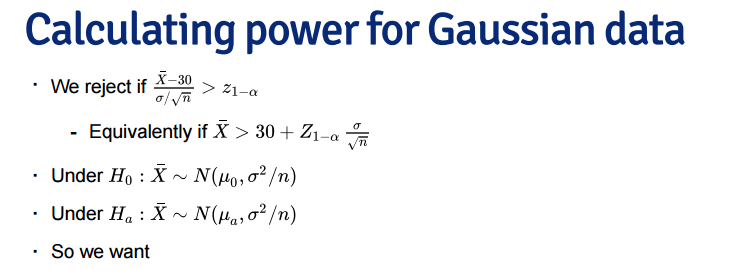 Calculating power for Gaussian data
· We reject if $\frac{\bar{X}-30}{\sigma/\sqrt{n}} > z_{1-\alpha}$
- Equivalently if $\bar{X} > 30 + Z_{1-\alpha} \frac{\sigma}{\sqrt{n}}$
· Under $H_0 : \bar{X} \sim N(\mu_0, \sigma^2/n)$
· Under $H_a : \bar{X} \sim N(\mu_a, \sigma^2/n)$
· So we want